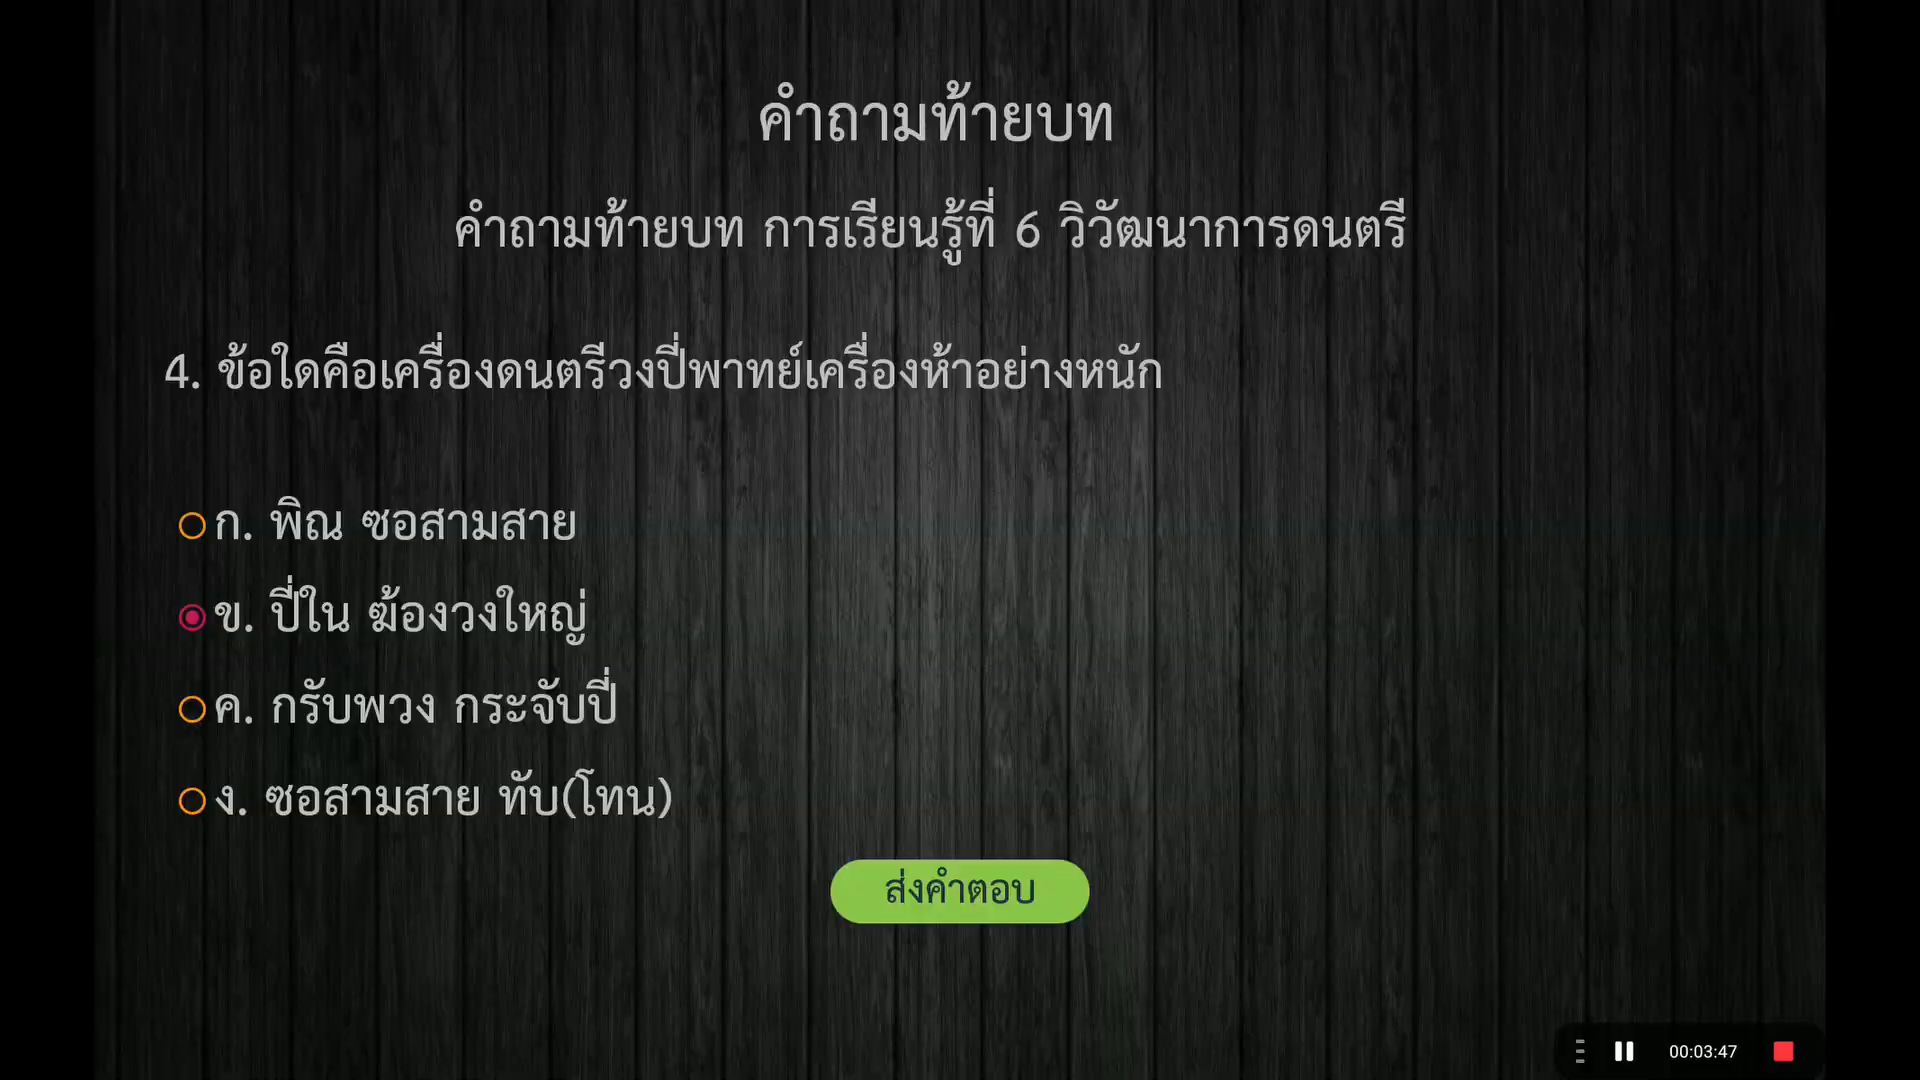 คำถามท้ายบท
คำถามท้ายบท การเรียนรู้ที่ 6 วิวัฒนาการดนตรี
4. ข้อใดคือเครื่องดนตรีวงปี่พาทย์เครื่องห้าอย่างหนัก
ก. พิณ ซอสามสาย
ข. ปี่ใน ฆ้องวงใหญ่
ค. กรับพวง กระจับปี่
ง. ซอสามสาย ทับ(โทน)
ส่งคำตอบ
00:03:47